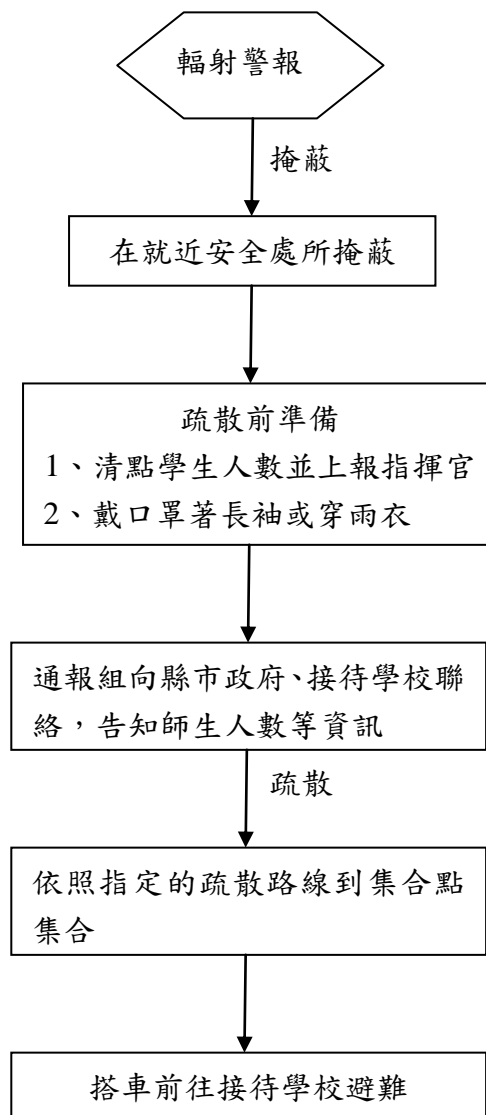 輻射警報
掩蔽
在就近安全處所掩蔽
疏散前準備
1、清點學生人數並上報指揮官
2、戴口罩著長袖或穿雨衣
通報組向縣市政府、接待學校聯
絡，告知師生人數等資訊
疏散
依照指定的疏散路線到集合點
集合
搭車前往接待學校避難